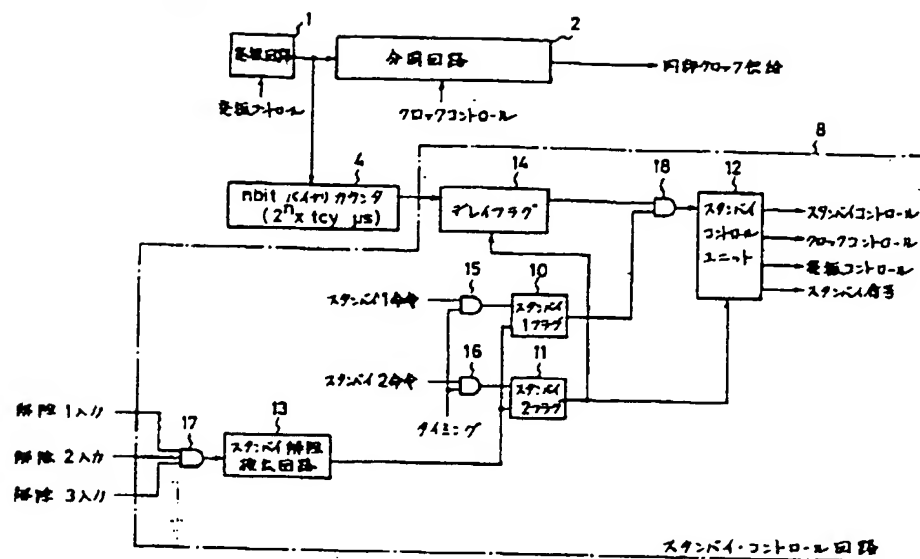 1
2
発振回路
分周回路
内部クロック供給
発振コントロール
クロックコントロール
8
4
14
18
12
nbit バイナリカウンタ
(2ⁿx tcy μs)
ディレイフラグ
スタンバイ
コントロール
ユニット
スタンバイコントロール
クロックコントロール
発振コントロール
スタンバイ信号
15
10
スタンバイ1命令
スタンバイ
1フラグ
16
11
スタンバイ2命令
スタンバイ
2フラグ
タイミング
解除 1入力
17
13
解除 2入力
スタンバイ解除
検出回路
解除 3入力
スタンバイ・コントロール回路